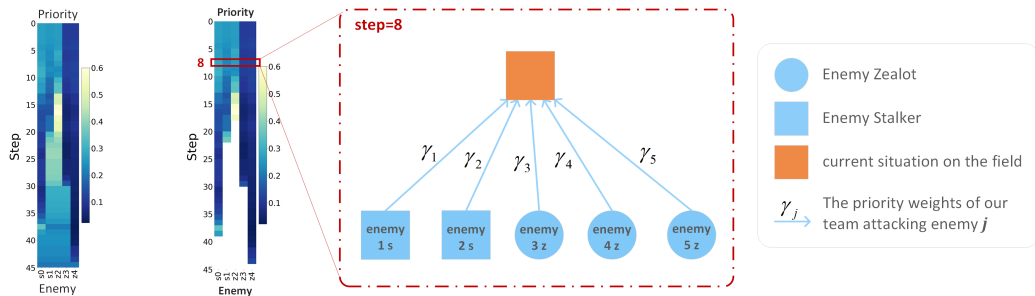 Priority
0
5
10
15
20
25
30
35
40
45
Step
s0
s1
z2
z3
z4
Enemy
0.6
0.5
0.4
0.3
0.2
0.1
Priority
0
5
8
10
15
20
25
30
35
40
45
Step
s0
s1
z2
z3
z4
Enemy
0.6
0.5
0.4
0.3
0.2
0.1
step=8
γ1
γ2
γ3
γ4
γ5
enemy
1 s
enemy
2 s
enemy
3 z
enemy
4 z
enemy
5 z
Enemy Zealot
Enemy Stalker
current situation on the field
γj
The priority weights of our
team attacking enemy j